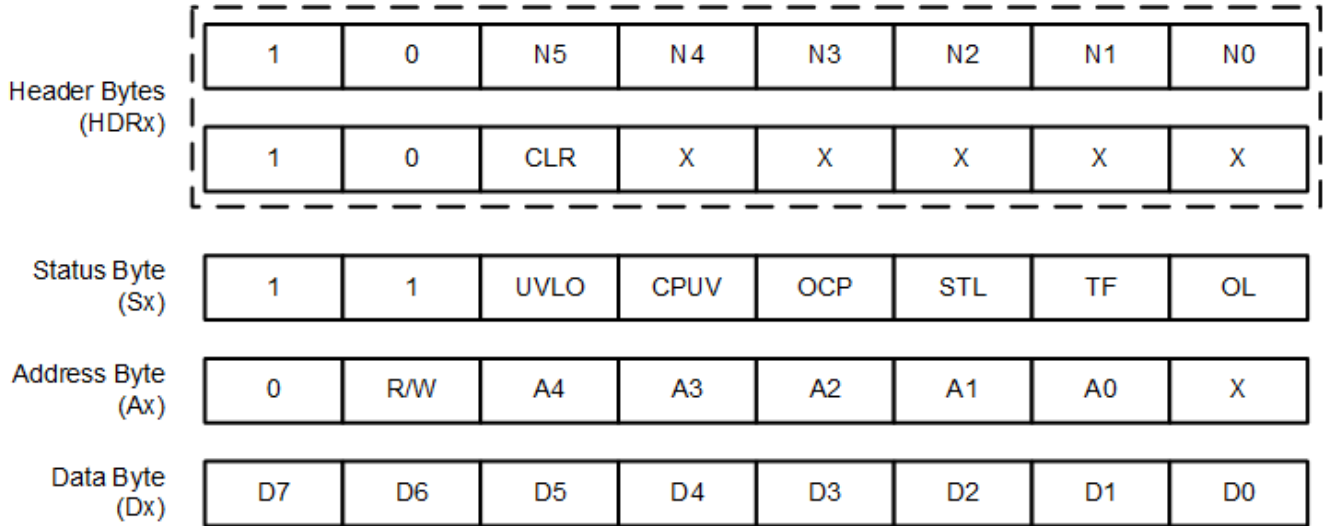 Header Bytes
(HDRx)
1 0 N5 N4 N3 N2 N1 N0
1 0 CLR X X X X X
Status Byte
(Sx)
1 1 UVLO CPUV OCP STL TF OL
Address Byte
(Ax)
0 R/W A4 A3 A2 A1 A0 X
Data Byte
(Dx)
D7 D6 D5 D4 D3 D2 D1 D0